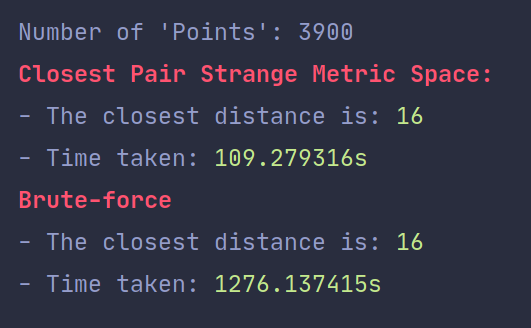 Number of 'Points': 3900
Closest Pair Strange Metric Space:
- The closest distance is: 16
- Time taken: 109.279316s
Brute-force
- The closest distance is: 16
- Time taken: 1276.137415s